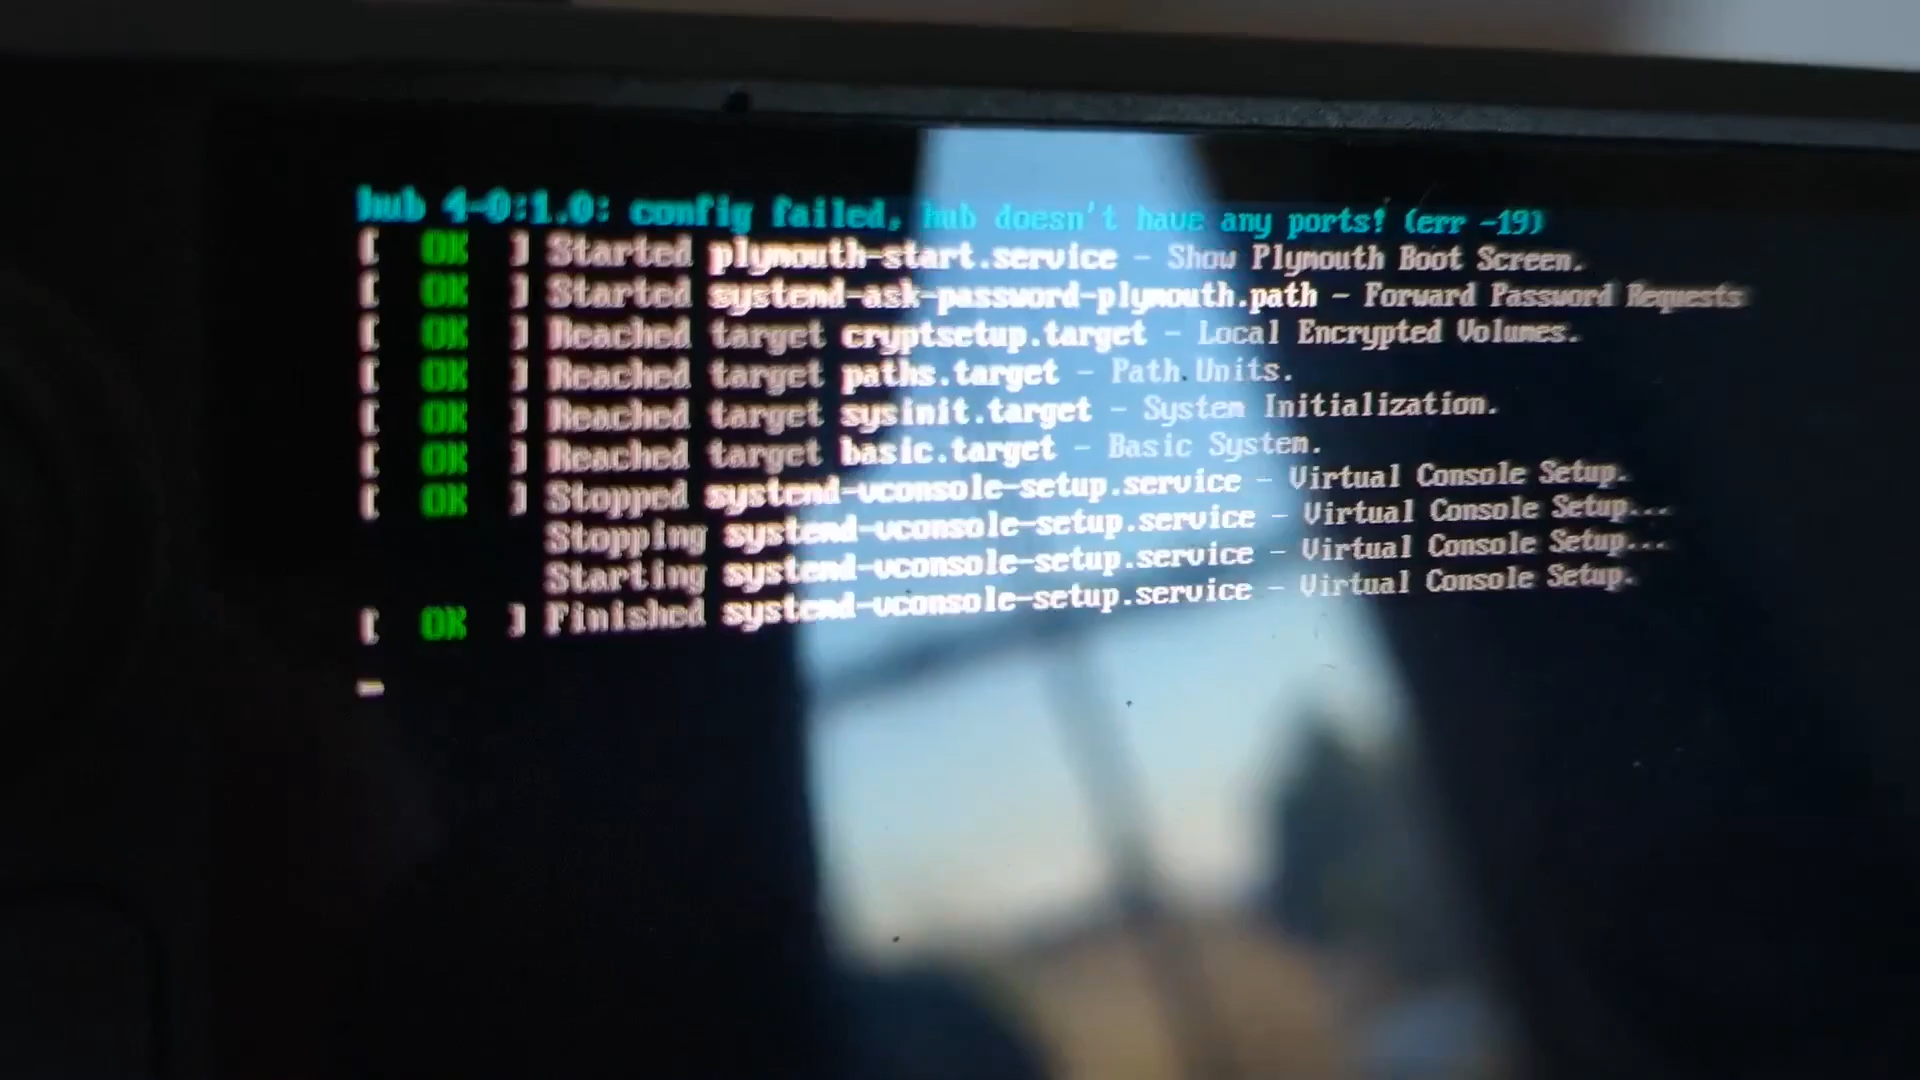 hub 4-0:1.0: config failed, hub doesn't have any ports! (err -19)
[  OK  ] Started plymouth-start.service - Show Plymouth Boot Screen.
[  OK  ] Started systemd-ask-password-plymouth.path - Forward Password Requests
[  OK  ] Reached target cryptsetup.target - Local Encrypted Volumes.
[  OK  ] Reached target paths.target - Path Units.
[  OK  ] Reached target sysinit.target - System Initialization.
[  OK  ] Reached target basic.target - Basic System.
[  OK  ] Stopped systemd-vconsole-setup.service - Virtual Console Setup.
Stopping systemd-vconsole-setup.service - Virtual Console Setup...
Starting systemd-vconsole-setup.service - Virtual Console Setup...
[  OK  ] Finished systemd-vconsole-setup.service - Virtual Console Setup.